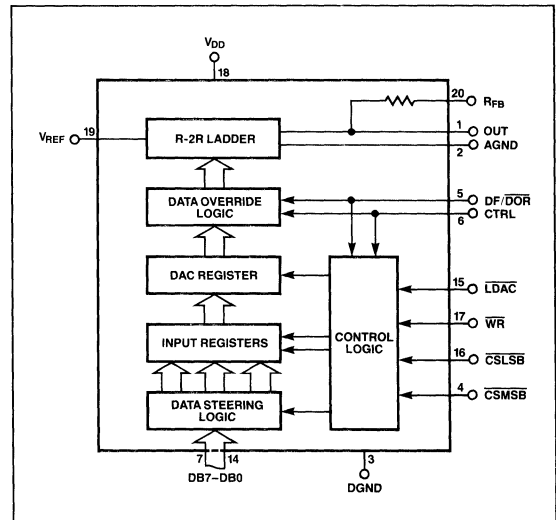 VDD
18
20
RFB
VREF
19
R-2R LADDER
1
OUT
2
AGND
DATA OVERRIDE
LOGIC
5
DF/DOR
6
CTRL
DAC REGISTER
15
LDAC
INPUT REGISTERS
CONTROL
LOGIC
17
WR
16
CSLSB
DATA STEERING
LOGIC
4
CSMSB
7
14
3
DB7–DB0
DGND